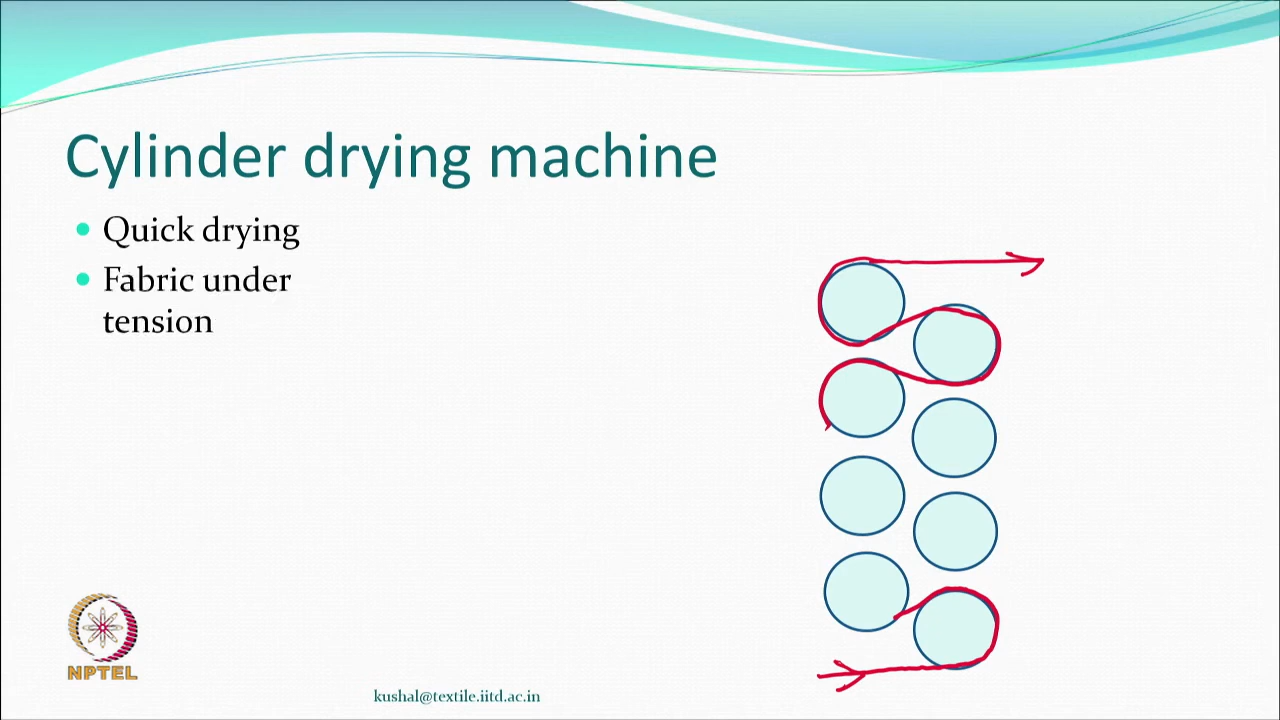 Cylinder drying machine
Quick drying
Fabric under
tension
NPTEL
kushal@textile.iitd.ac.in